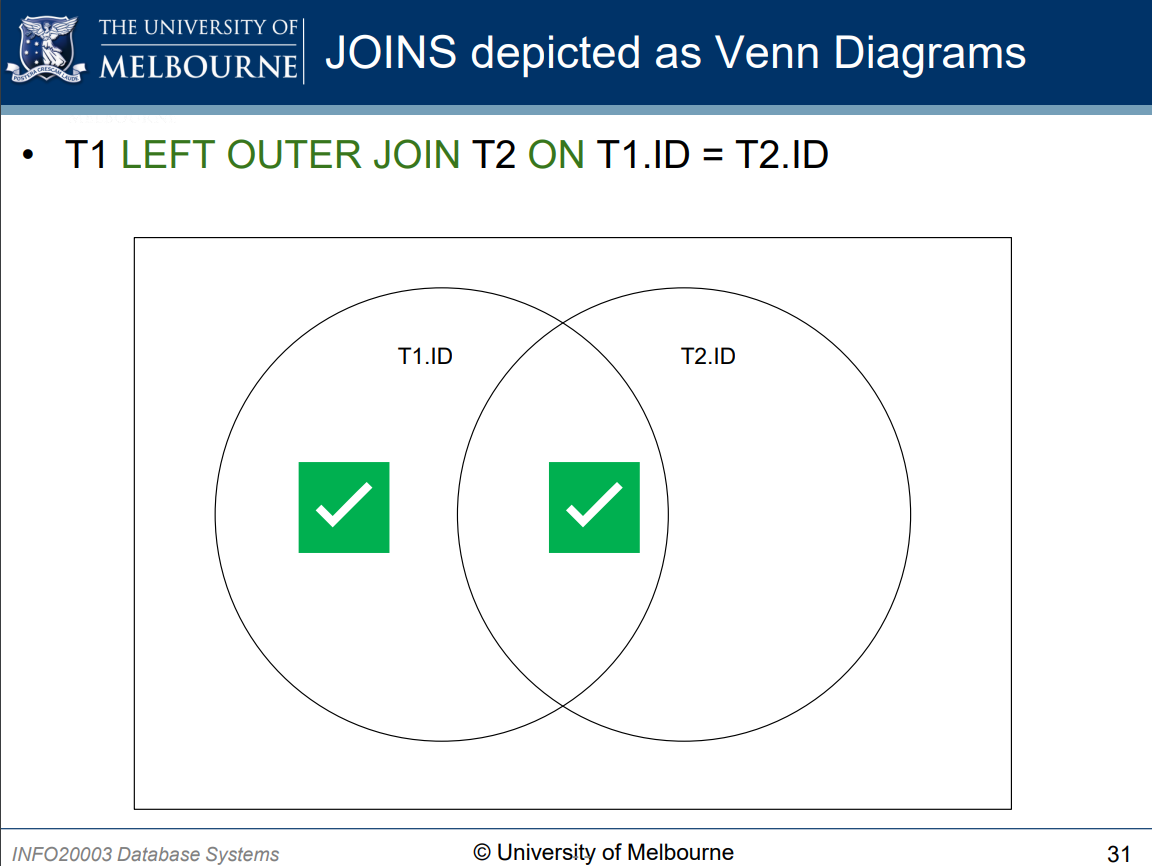 THE UNIVERSITY OF
MELBOURNE
POSTERA CRESCAM LAUDE
JOINS depicted as Venn Diagrams
• T1 LEFT OUTER JOIN T2 ON T1.ID = T2.ID
T1.ID
T2.ID
INFO20003 Database Systems
© University of Melbourne
31